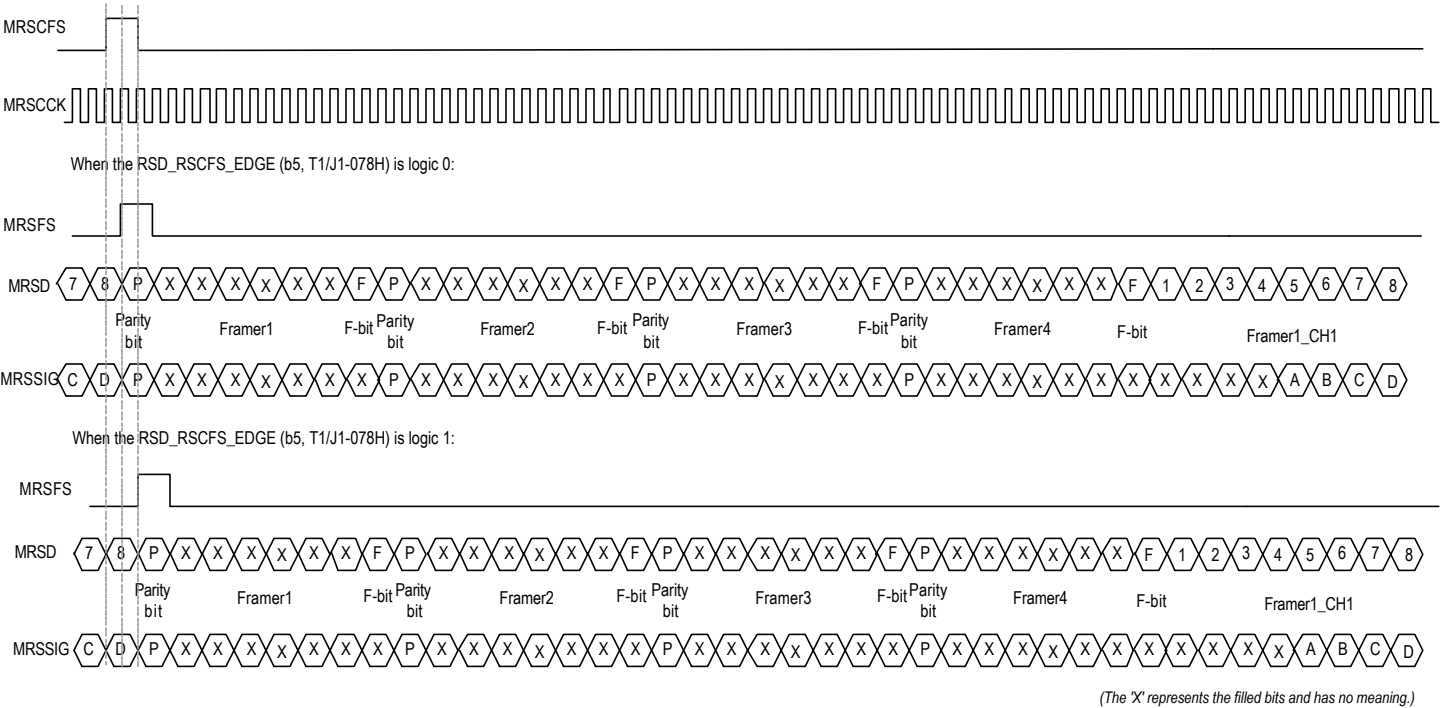 MRSCFS
MRSCCK
When the RSD_RSCFS_EDGE (b5, T1/J1-078H) is logic 0:
MRSFS
MRSD 7 8 P X X X X X X F P X X X X X X F P X X X X X X F P X X X X X X F 1 2 3 4 5 6 7 8
Parity bit Framer1 F-bit Parity bit Framer2 F-bit Parity bit Framer3 F-bit Parity bit Framer4 F-bit Framer1_CH1
MRSSIG C D P X X X X X X X P X X X X X X X P X X X X X X X P X X X X X X X X X X X A B C D
When the RSD_RSCFS_EDGE (b5, T1/J1-078H) is logic 1:
MRSFS
MRSD 7 8 P X X X X X X F P X X X X X X F P X X X X X X F P X X X X X X F 1 2 3 4 5 6 7 8
Parity bit Framer1 F-bit Parity bit Framer2 F-bit Parity bit Framer3 F-bit Parity bit Framer4 F-bit Framer1_CH1
MRSSIG C D P X X X X X X X P X X X X X X X P X X X X X X X P X X X X X X X X X X X A B C D
(The 'X' represents the filled bits and has no meaning.)